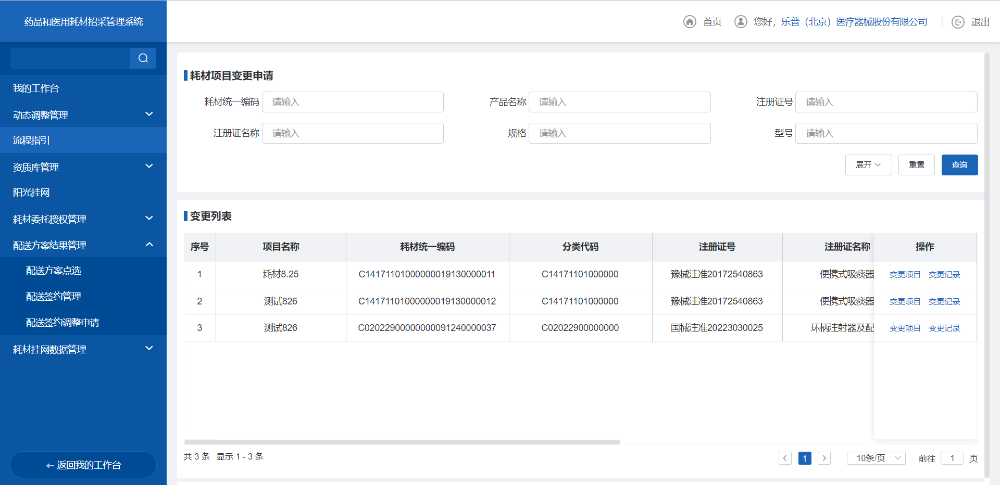 药品和医用耗材招采管理系统
首页 您好，乐普（北京）医疗器械股份有限公司 退出
我的工作台
动态调整管理
流程指引
资质库管理
阳光挂网
耗材委托授权管理
配送方案结果管理
配送方案点选
配送签约管理
配送签约调整申请
耗材挂网数据管理
返回我的工作台
耗材项目变更申请
耗材统一编码 请输入 产品名称 请输入 注册证号 请输入
注册证名称 请输入 规格 请输入 型号 请输入
展开 重置 查询
变更列表
序号 项目名称 耗材统一编码 分类代码 注册证号 注册证名称 操作
1 耗材8.25 C14171101000000019130000011 C14171101000000 豫械注准20172540863 便携式吸痰器 变更项目 变更记录
2 测试826 C14171101000000019130000012 C14171101000000 豫械注准20172540863 便携式吸痰器 变更项目 变更记录
3 测试826 C02022900000000091240000037 C02022900000000 国械注准20223030025 环柄注射器及配 变更项目 变更记录
共 3 条 显示 1 - 3 条 1 10条/页 前往 1 页